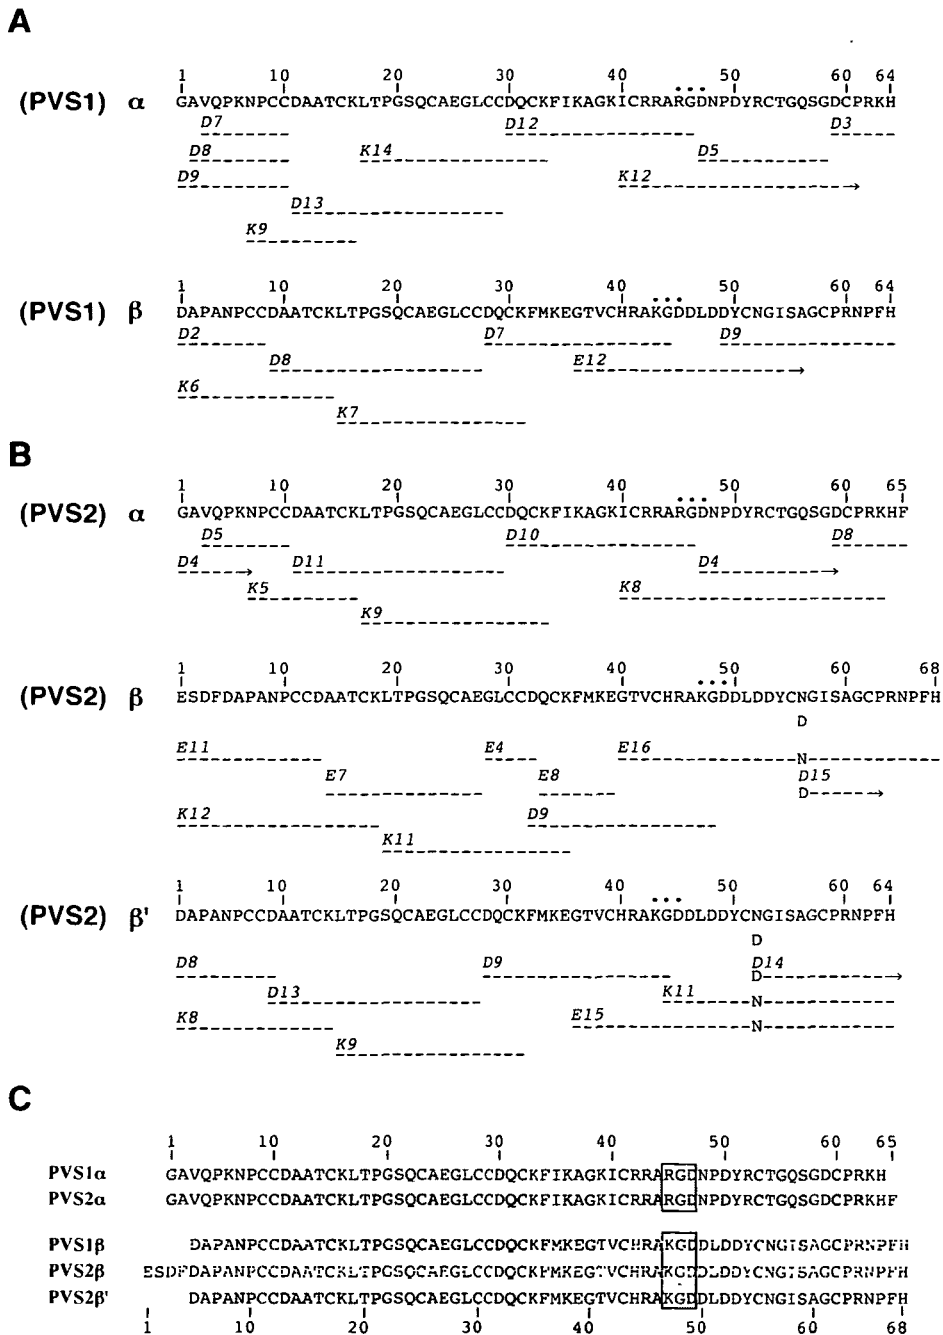 A
1 10 20 30 40 50 60 64
(PVS1) α GAVQPKNPCCDAATCKLTPGSQCAEGLCCDQCKFIKAGKICRRARGDNPDYRCTGQSGDCPRKH
D7 D12 D3
D8 K14 D5
D9 K12
D13
K9
1 10 20 30 40 50 60 64
(PVS1) β DAPANPCCDAATCKLTPGSQCAEGLCCDQCKFMKEGTVCHRAKGDDLDDYCNGISAGCPRNPFH
D2 D7 D9
D8 E12
K6
K7
B
1 10 20 30 40 50 60 65
(PVS2) α GAVQPKNPCCDAATCKLTPGSQCAEGLCCDQCKFIKAGKICRRARGDNPDYRCTGQSGDCPRKHF
D5 D10 D8
D4 D11 D4
K5 K8
K9
1 10 20 30 40 50 60 68
(PVS2) β ESDFDAPANPCCDAATCKLTPGSQCAEGLCCDQCKFMKEGTVCHRAKGDDLDDYCNGISAGCPRNPFH
D
E11 E4 E16 N
E7 E8 D15
D
K12 D9
K11
1 10 20 30 40 50 60 64
(PVS2) β' DAPANPCCDAATCKLTPGSQCAEGLCCDQCKFMKEGTVCHRAKGDDLDDYCNGISAGCPRNPFH
D
D8 D9 D14
D
D13 K11 N
K8 E15 N
K9
C
1 10 20 30 40 50 60 65
PVS1α GAVQPKNPCCDAATCKLTPGSQCAEGLCCDQCKFIKAGKICRRARGDNPDYRCTGQSGDCPRKH
PVS2α GAVQPKNPCCDAATCKLTPGSQCAEGLCCDQCKFIKAGKICRRARGDNPDYRCTGQSGDCPRKHF
PVS1β DAPANPCCDAATCKLTPGSQCAEGLCCDQCKFMKEGTVCHRAKGDDLDDYCNGISAGCPRNPFH
PVS2β ESDFDAPANPCCDAATCKLTPGSQCAEGLCCDQCKFMKEGTVCHRAKGDDLDDYCNGISAGCPRNPFH
PVS2β' DAPANPCCDAATCKLTPGSQCAEGLCCDQCKFMKEGTVCHRAKGDDLDDYCNGISAGCPRNPFH
1 10 20 30 40 50 60 68